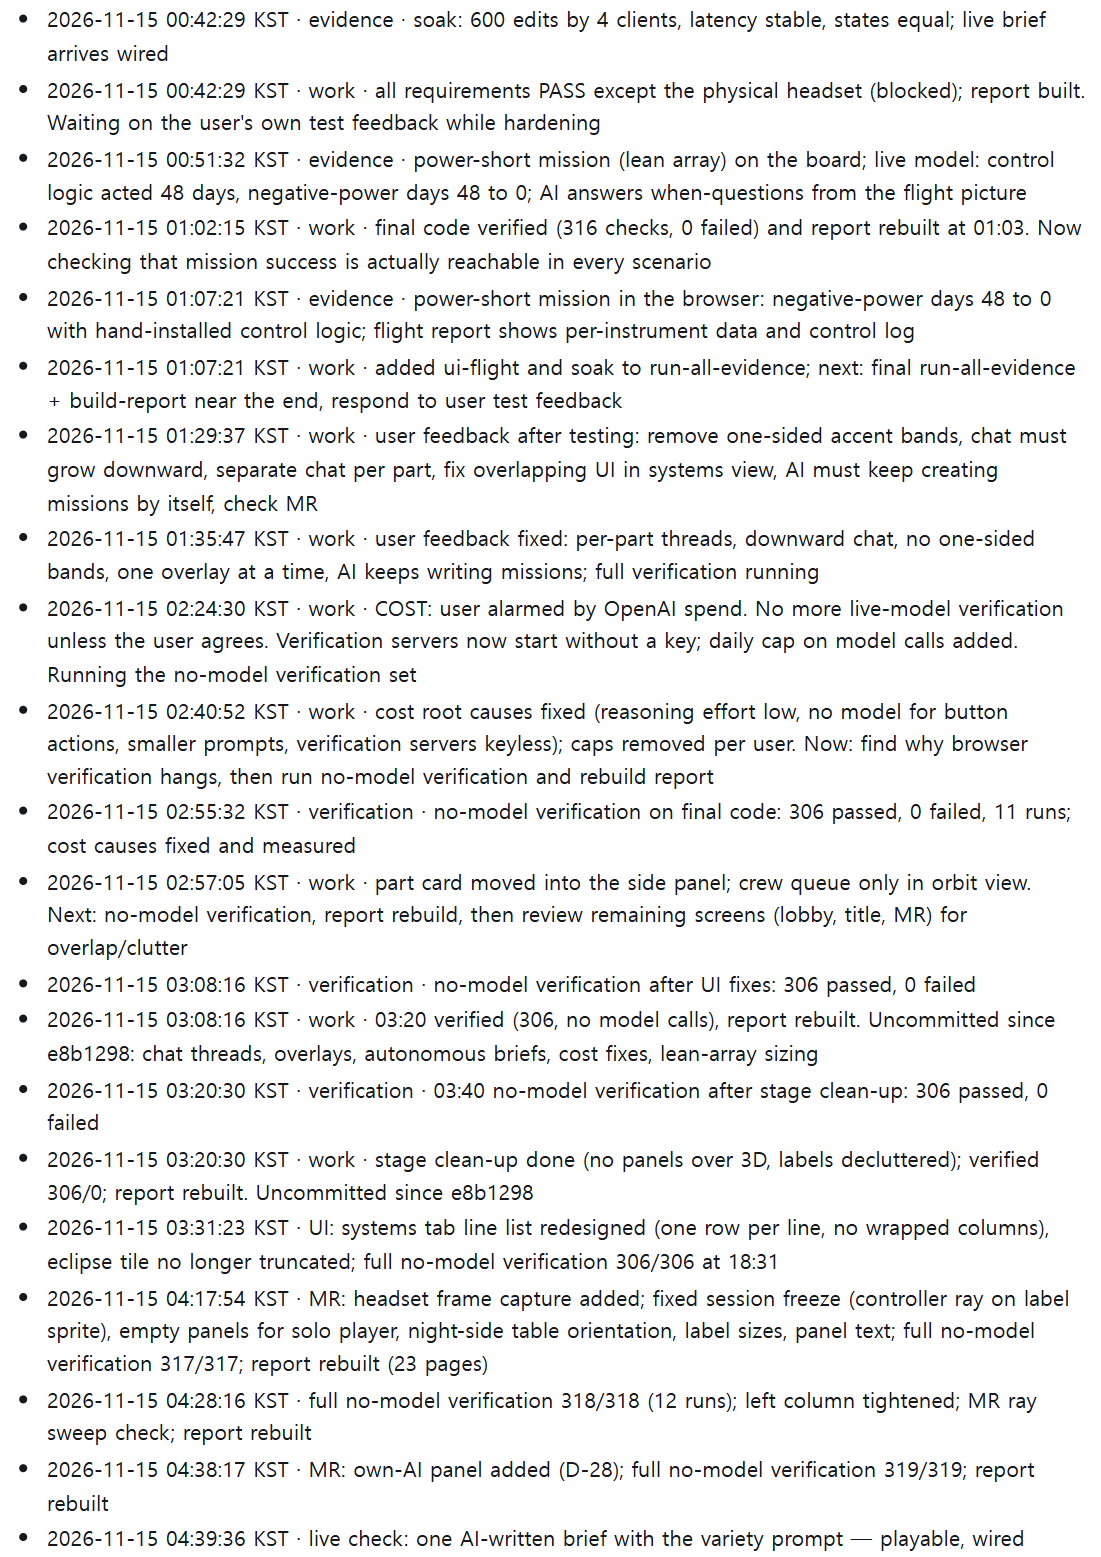 2026-11-15 00:42:29 KST · evidence · soak: 600 edits by 4 clients, latency stable, states equal; live brief
arrives wired
2026-11-15 00:42:29 KST · work · all requirements PASS except the physical headset (blocked); report built.
Waiting on the user's own test feedback while hardening
2026-11-15 00:51:32 KST · evidence · power-short mission (lean array) on the board; live model: control
logic acted 48 days, negative-power days 48 to 0; AI answers when-questions from the flight picture
2026-11-15 01:02:15 KST · work · final code verified (316 checks, 0 failed) and report rebuilt at 01:03. Now
checking that mission success is actually reachable in every scenario
2026-11-15 01:07:21 KST · evidence · power-short mission in the browser: negative-power days 48 to 0
with hand-installed control logic; flight report shows per-instrument data and control log
2026-11-15 01:07:21 KST · work · added ui-flight and soak to run-all-evidence; next: final run-all-evidence
+ build-report near the end, respond to user test feedback
2026-11-15 01:29:37 KST · work · user feedback after testing: remove one-sided accent bands, chat must
grow downward, separate chat per part, fix overlapping UI in systems view, AI must keep creating
missions by itself, check MR
2026-11-15 01:35:47 KST · work · user feedback fixed: per-part threads, downward chat, no one-sided
bands, one overlay at a time, AI keeps writing missions; full verification running
2026-11-15 02:24:30 KST · work · COST: user alarmed by OpenAI spend. No more live-model verification
unless the user agrees. Verification servers now start without a key; daily cap on model calls added.
Running the no-model verification set
2026-11-15 02:40:52 KST · work · cost root causes fixed (reasoning effort low, no model for button
actions, smaller prompts, verification servers keyless); caps removed per user. Now: find why browser
verification hangs, then run no-model verification and rebuild report
2026-11-15 02:55:32 KST · verification · no-model verification on final code: 306 passed, 0 failed, 11 runs;
cost causes fixed and measured
2026-11-15 02:57:05 KST · work · part card moved into the side panel; crew queue only in orbit view.
Next: no-model verification, report rebuild, then review remaining screens (lobby, title, MR) for
overlap/clutter
2026-11-15 03:08:16 KST · verification · no-model verification after UI fixes: 306 passed, 0 failed
2026-11-15 03:08:16 KST · work · 03:20 verified (306, no model calls), report rebuilt. Uncommitted since
e8b1298: chat threads, overlays, autonomous briefs, cost fixes, lean-array sizing
2026-11-15 03:20:30 KST · verification · 03:40 no-model verification after stage clean-up: 306 passed, 0
failed
2026-11-15 03:20:30 KST · work · stage clean-up done (no panels over 3D, labels decluttered); verified
306/0; report rebuilt. Uncommitted since e8b1298
2026-11-15 03:31:23 KST · UI: systems tab line list redesigned (one row per line, no wrapped columns),
eclipse tile no longer truncated; full no-model verification 306/306 at 18:31
2026-11-15 04:17:54 KST · MR: headset frame capture added; fixed session freeze (controller ray on label
sprite), empty panels for solo player, night-side table orientation, label sizes, panel text; full no-model
verification 317/317; report rebuilt (23 pages)
2026-11-15 04:28:16 KST · full no-model verification 318/318 (12 runs); left column tightened; MR ray
sweep check; report rebuilt
2026-11-15 04:38:17 KST · MR: own-AI panel added (D-28); full no-model verification 319/319; report
rebuilt
2026-11-15 04:39:36 KST · live check: one AI-written brief with the variety prompt — playable, wired